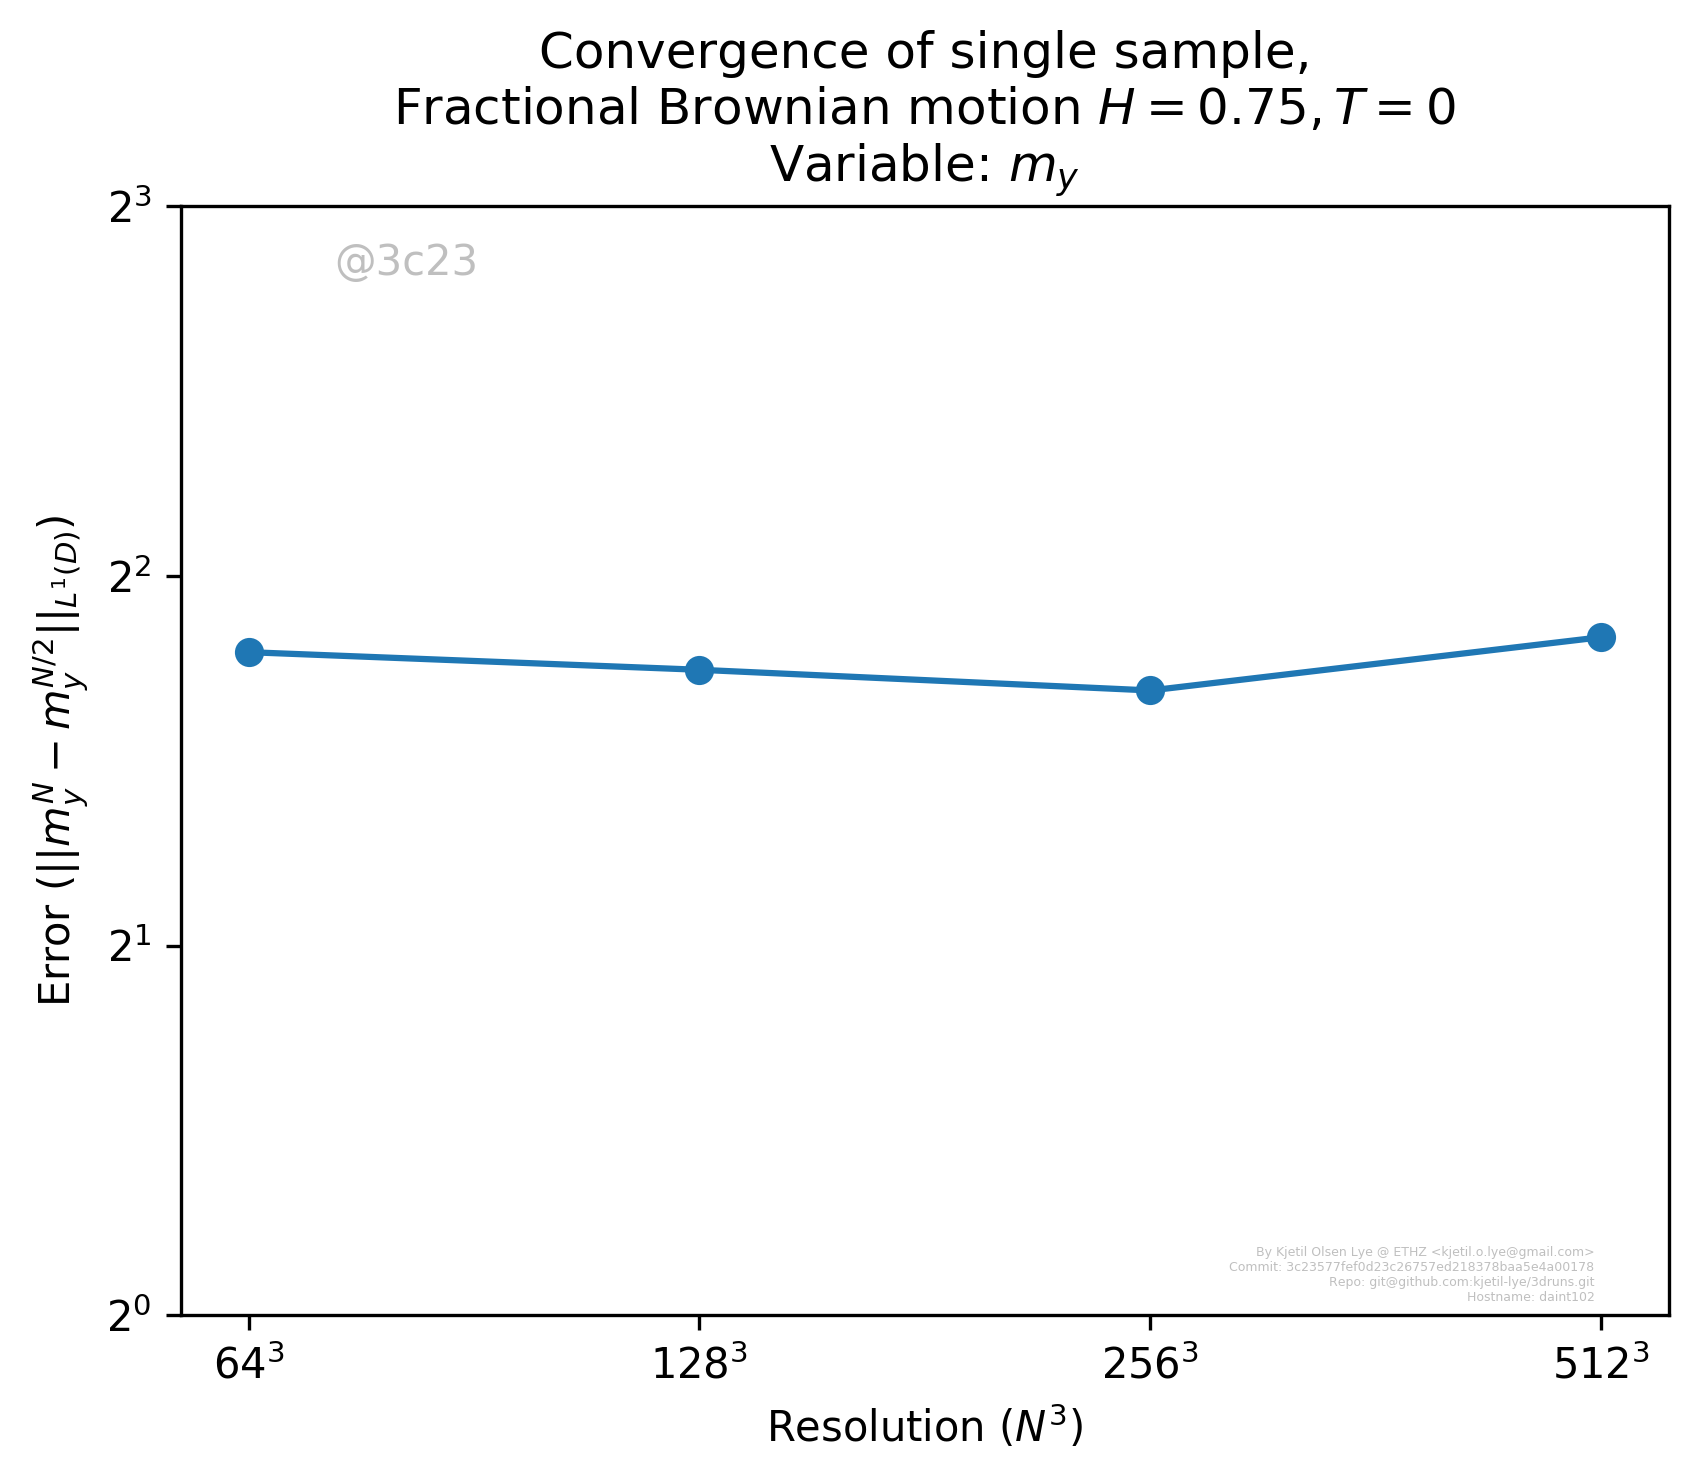 Convergence of single sample,
Fractional Brownian motion $H = 0.75, T = 0$
Variable: $m_y$
@3c23
$2^3$
$2^2$
$2^1$
$2^0$
Error ($||m_y^N - m_y^{N/2}||_{L^1(D)}$)
By Kjetil Olsen Lye @ ETHZ <kjetil.o.lye@gmail.com>
Commit: 3c23577fef0d23c26757ed218378baa5e4a00178
Repo: git@github.com:kjetil-lye/3druns.git
Hostname: daint102
$64^3$ $128^3$ $256^3$ $512^3$
Resolution ($N^3$)